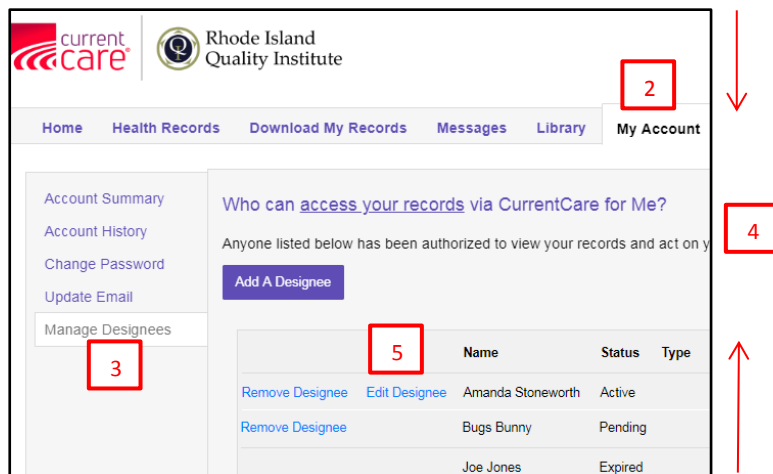 current care®
Rhode Island
Quality Institute
2
Home Health Records Download My Records Messages Library My Account
Account Summary
Account History
Change Password
Update Email
Manage Designees
3
Who can access your records via CurrentCare for Me?
Anyone listed below has been authorized to view your records and act on y
Add A Designee
4
5
Name Status Type
Remove Designee Edit Designee Amanda Stoneworth Active
Remove Designee Bugs Bunny Pending
Joe Jones Expired